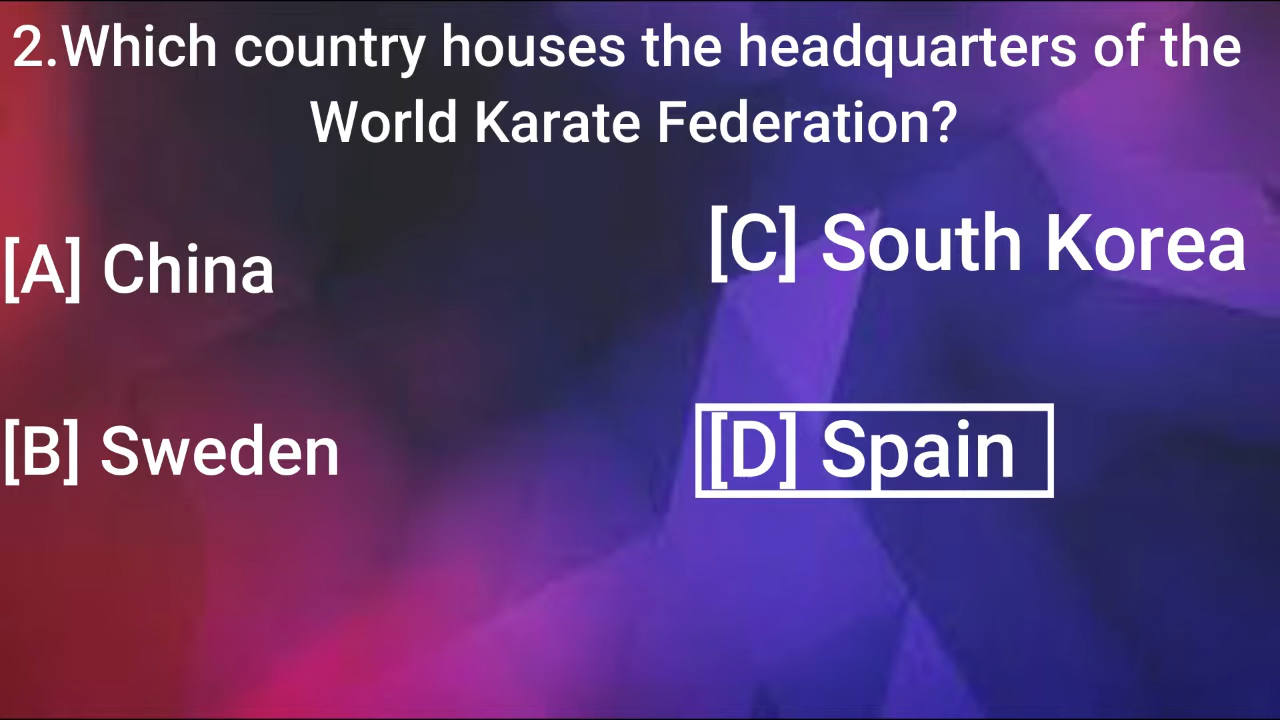 2.Which country houses the headquarters of the
World Karate Federation?
[A] China
[B] Sweden
[C] South Korea
[D] Spain